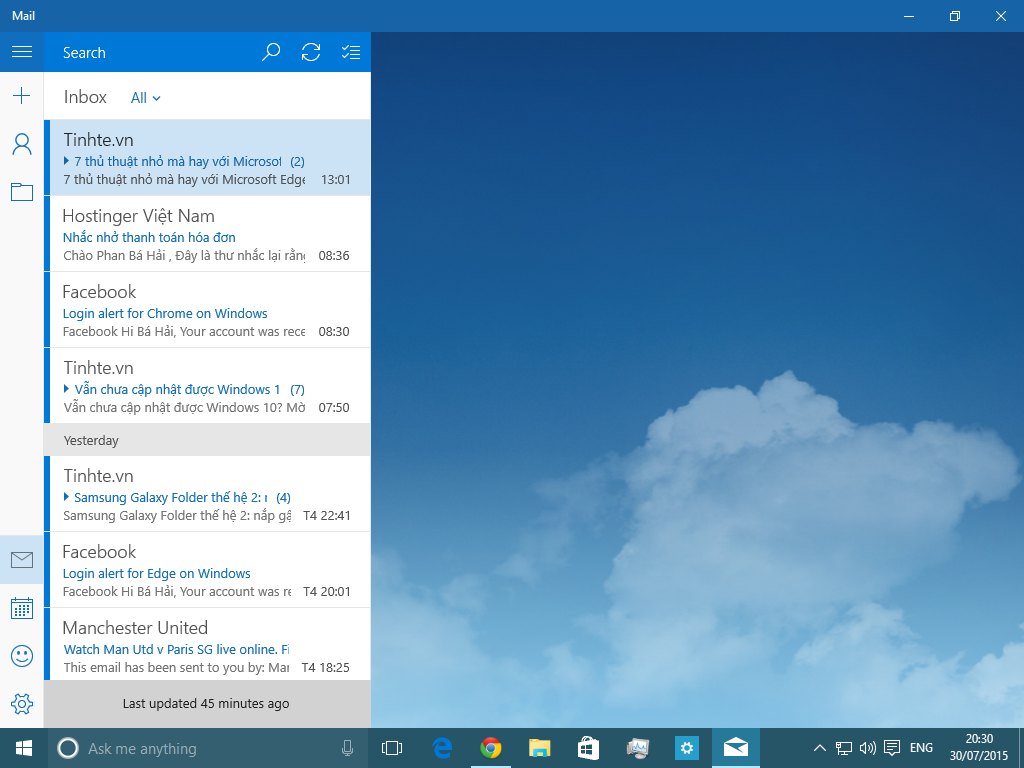 Mail
Search
Inbox All
Tinhte.vn
7 thủ thuật nhỏ mà hay với Microsof (2)
7 thủ thuật nhỏ mà hay với Microsoft Edge 13:01
Hostinger Việt Nam
Nhắc nhở thanh toán hóa đơn
Chào Phan Bá Hải , Đây là thư nhắc lại rằng 08:36
Facebook
Login alert for Chrome on Windows
Facebook Hi Bá Hải, Your account was rece 08:30
Tinhte.vn
Vẫn chưa cập nhật được Windows 1 (7)
Vẫn chưa cập nhật được Windows 10? Mờ 07:50
Yesterday
Tinhte.vn
Samsung Galaxy Folder thế hệ 2: (4)
Samsung Galaxy Folder thế hệ 2: nắp gậ T4 22:41
Facebook
Login alert for Edge on Windows
Facebook Hi Bá Hải, Your account was re T4 20:01
Manchester United
Watch Man Utd v Paris SG live online. Fi
This email has been sent to you by: Man T4 18:25
Last updated 45 minutes ago
Ask me anything
ENG
20:30
30/07/2015